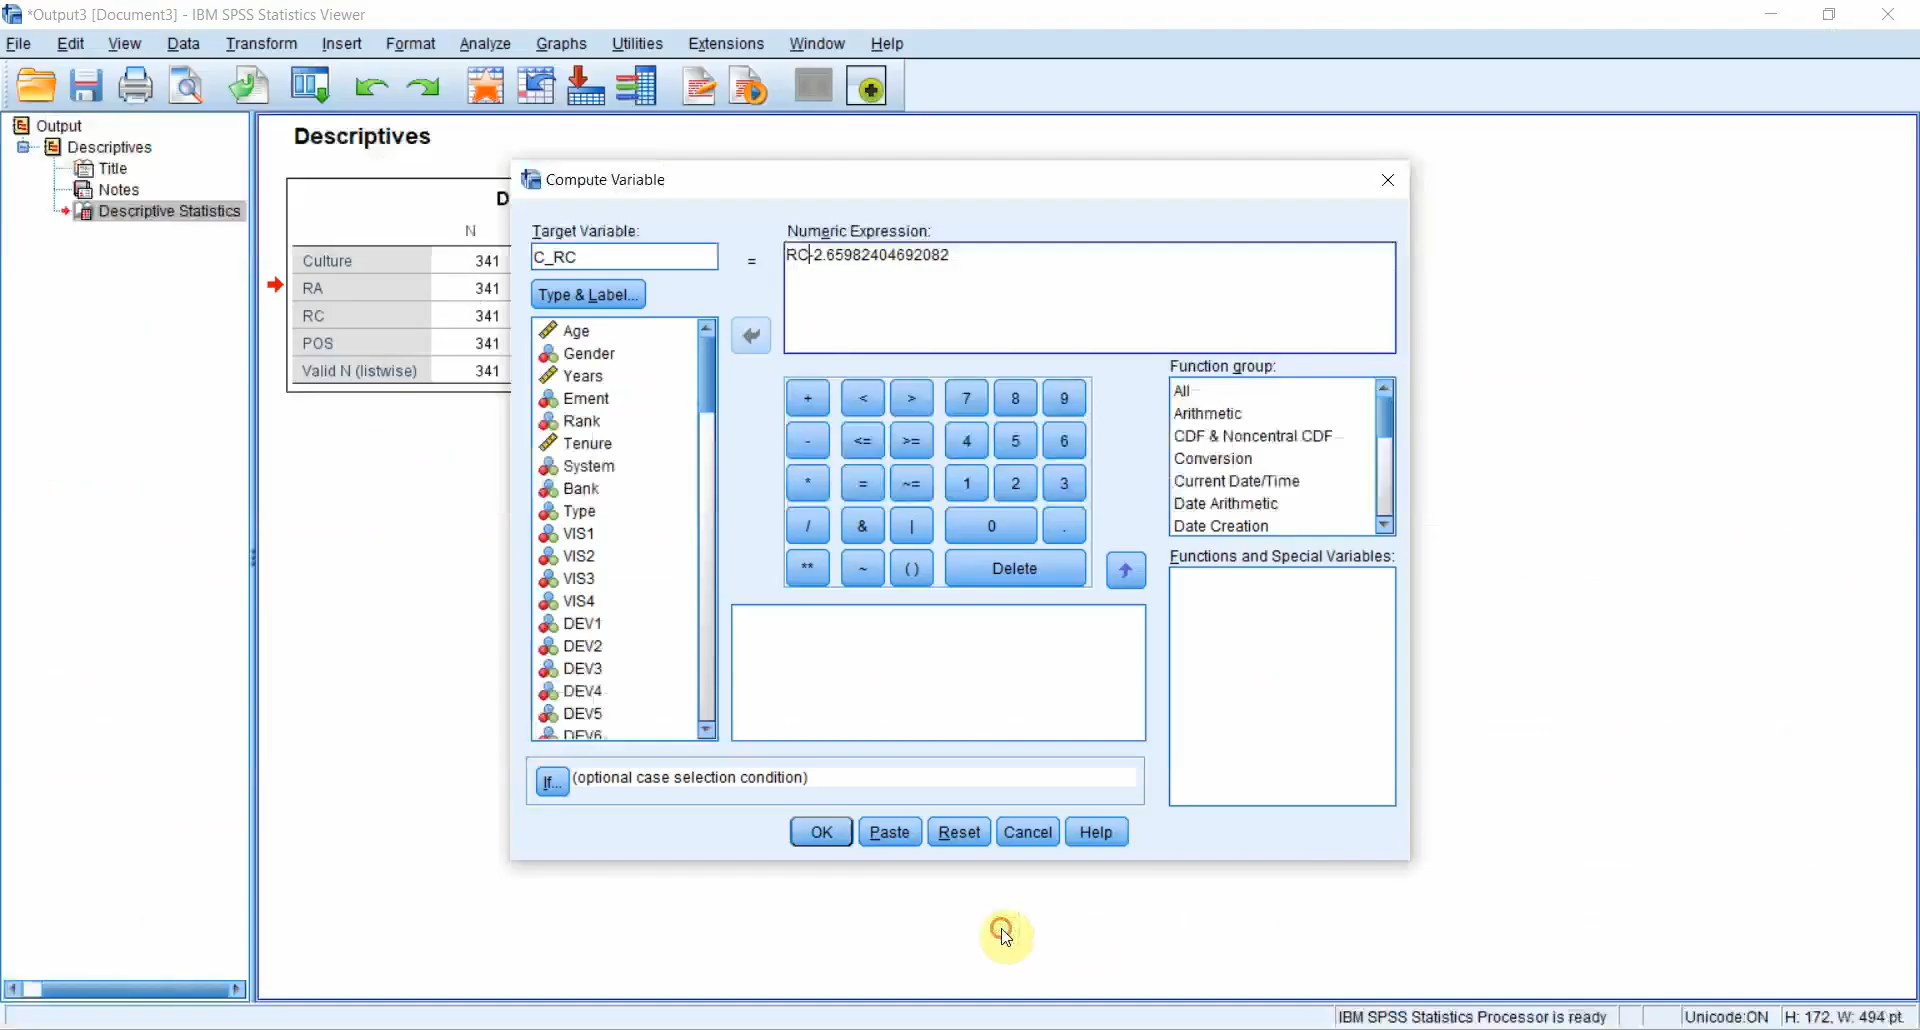 *Output3 [Document3] - IBM SPSS Statistics Viewer
File Edit View Data Transform Insert Format Analyze Graphs Utilities Extensions Window Help
Output
Descriptives
Title
Notes
Descriptive Statistics
Descriptives
D
N
Culture 341
RA 341
RC 341
POS 341
Valid N (listwise) 341
Compute Variable
Target Variable:
C_RC
=
Numeric Expression:
RC-2.65982404692082
Type & Label...
Age
Gender
Years
Ement
Rank
Tenure
System
Bank
Type
VIS1
VIS2
VIS3
VIS4
DEV1
DEV2
DEV3
DEV4
DEV5
DEV6
+ < > 7 8 9
- <= >= 4 5 6
* = ~= 1 2 3
/ & | 0 .
** ~ ( ) Delete
Function group:
All
Arithmetic
CDF & Noncentral CDF
Conversion
Current Date/Time
Date Arithmetic
Date Creation
Functions and Special Variables:
If... (optional case selection condition)
OK Paste Reset Cancel Help
IBM SPSS Statistics Processor is ready Unicode:ON H: 172, W: 494 pt